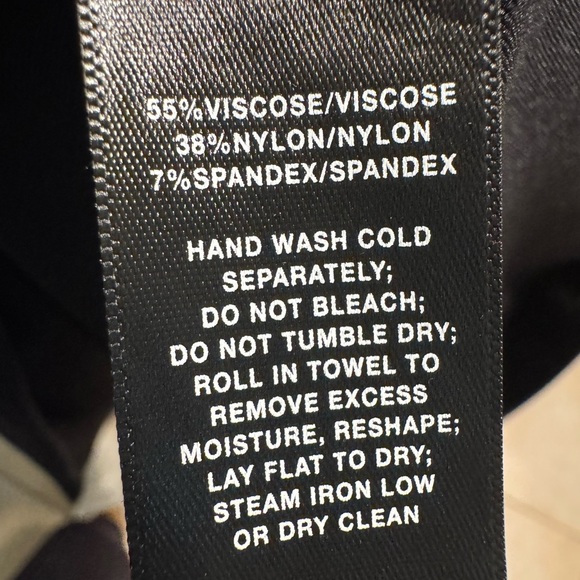 55%VISCOSE/VISCOSE
38%NYLON/NYLON
7%SPANDEX/SPANDEX
HAND WASH COLD
SEPARATELY;
DO NOT BLEACH;
DO NOT TUMBLE DRY;
ROLL IN TOWEL TO
REMOVE EXCESS
MOISTURE, RESHAPE;
LAY FLAT TO DRY;
STEAM IRON LOW
OR DRY CLEAN